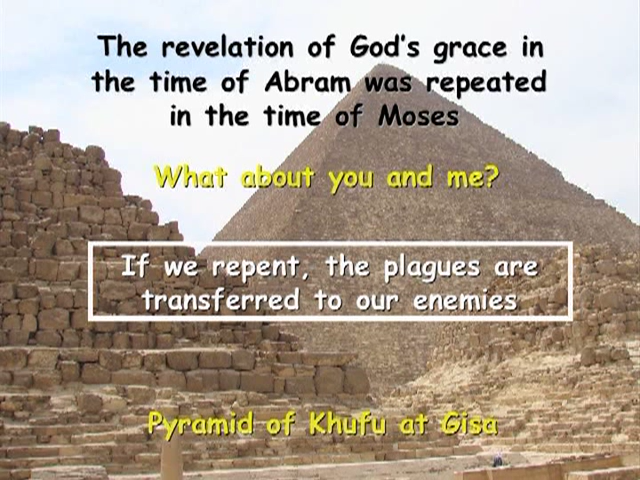 The revelation of God's grace in
the time of Abram was repeated
in the time of Moses
What about you and me?
If we repent, the plagues are
transferred to our enemies
Pyramid of Khufu at Gisa